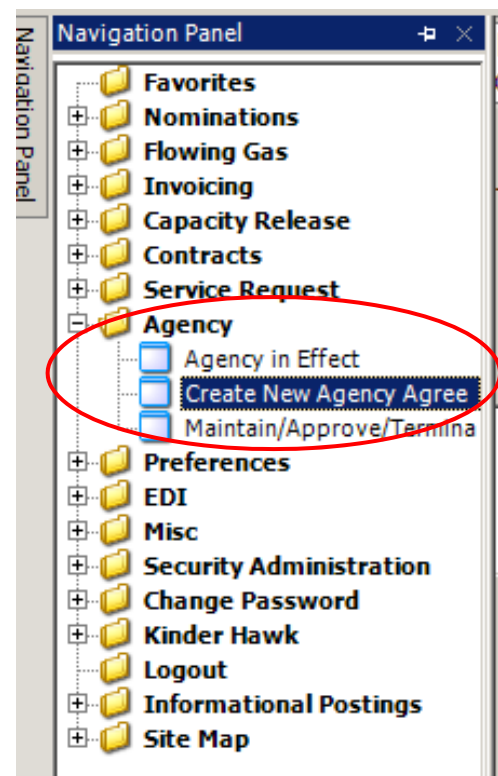 Navigation Panel
Navigation Panel
Favorites
Nominations
Flowing Gas
Invoicing
Capacity Release
Contracts
Service Request
Agency
Agency in Effect
Create New Agency Agree
Maintain/Approve/Termina
Preferences
EDI
Misc
Security Administration
Change Password
Kinder Hawk
Logout
Informational Postings
Site Map